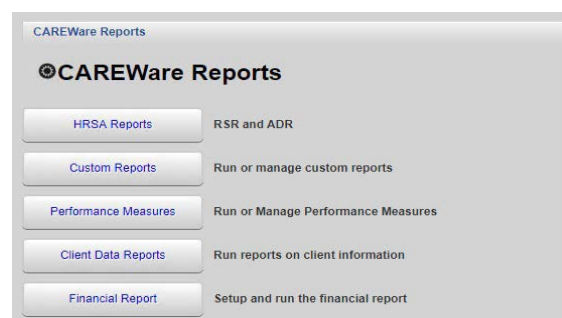 CAREWare Reports
CAREWare Reports
HRSA Reports RSR and ADR
Custom Reports Run or manage custom reports
Performance Measures Run or Manage Performance Measures
Client Data Reports Run reports on client information
Financial Report Setup and run the financial report